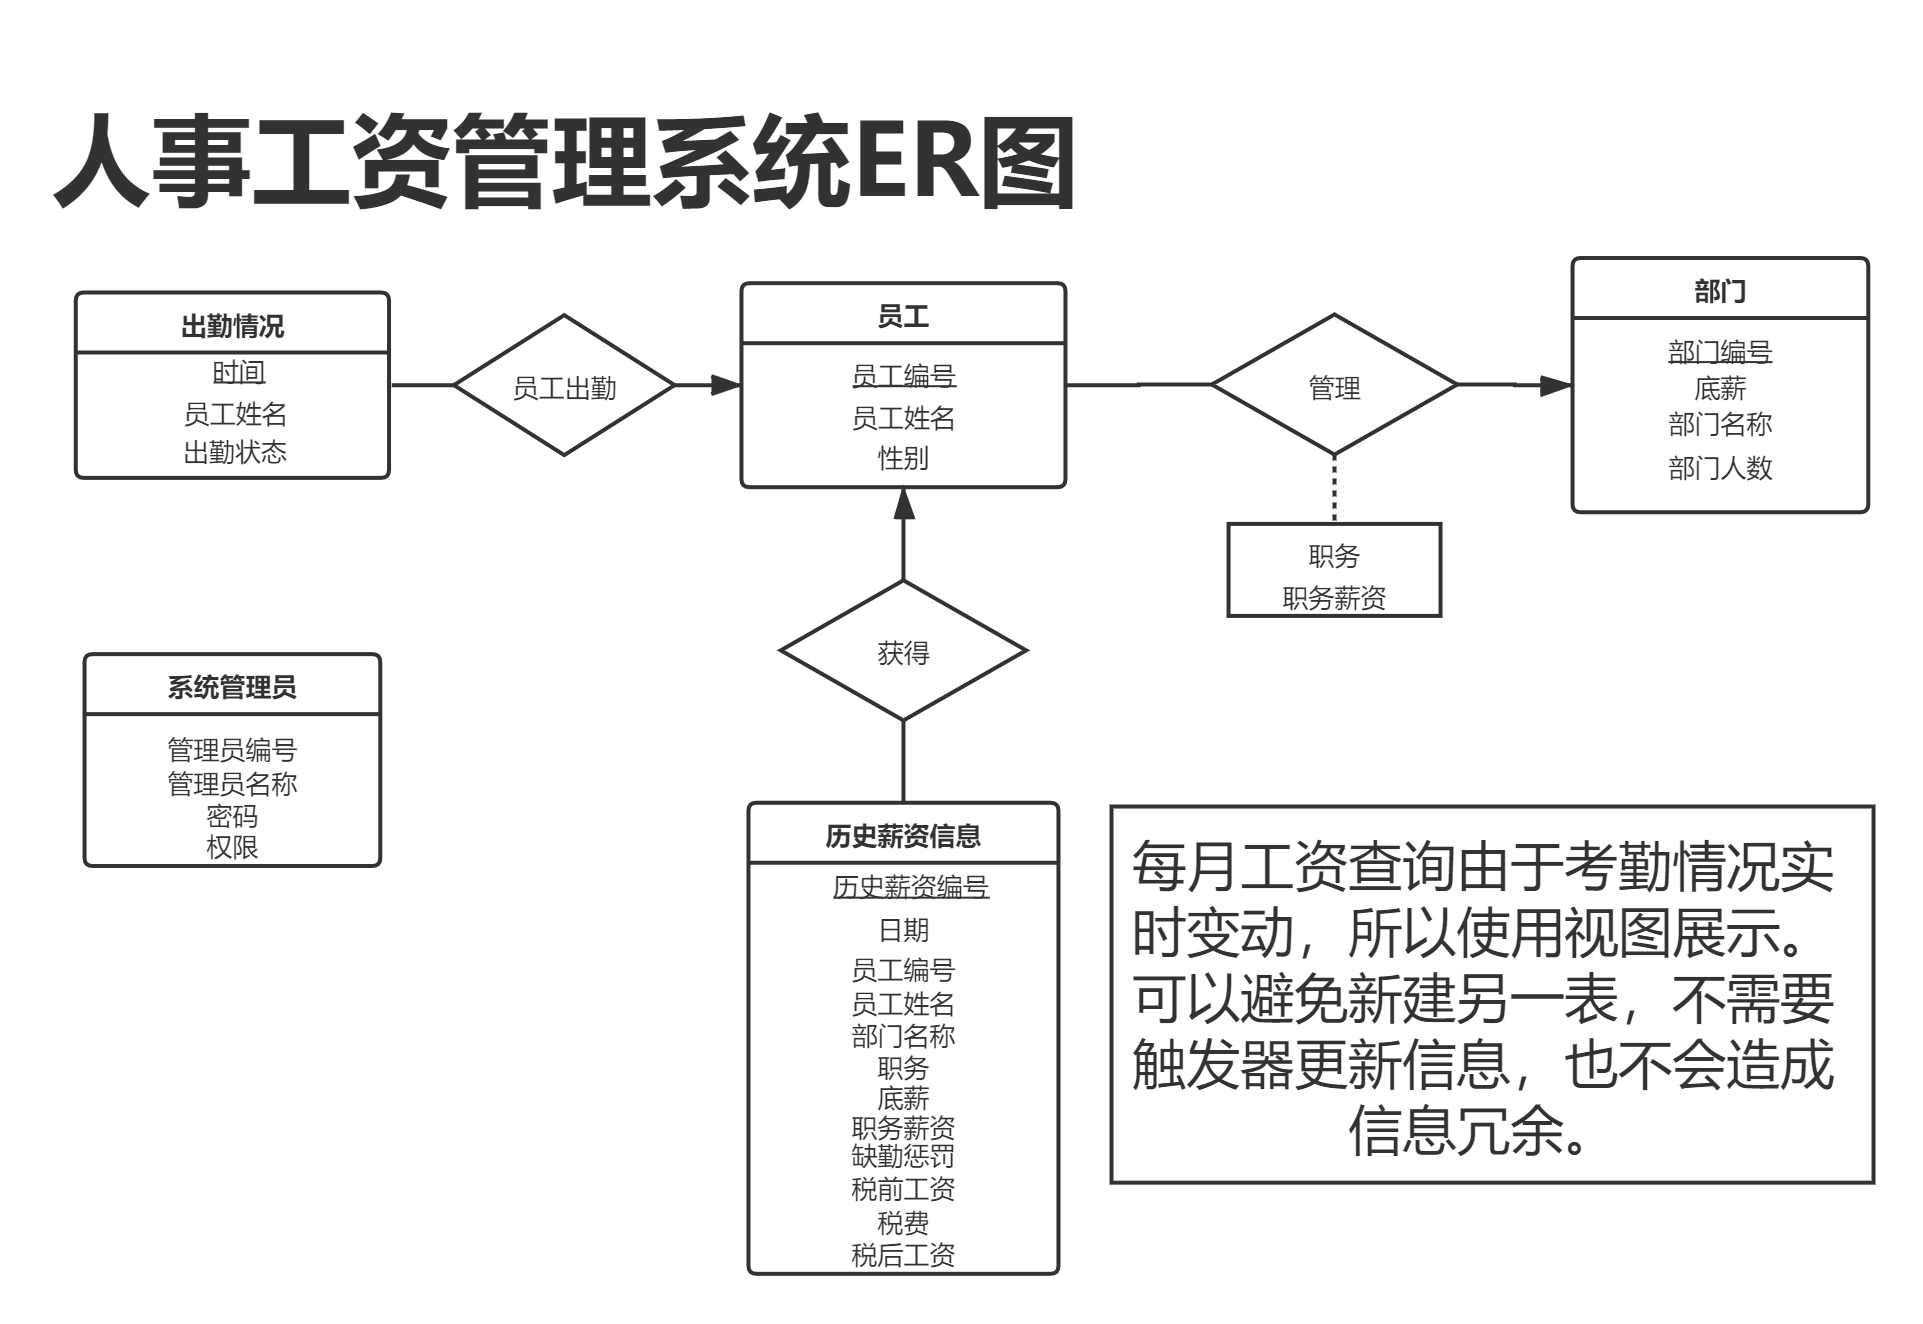 人事工资管理系统ER图
出勤情况
时间
员工姓名
出勤状态
员工出勤
员工
员工编号
员工姓名
性别
管理
职务
职务薪资
部门
部门编号
底薪
部门名称
部门人数
获得
系统管理员
管理员编号
管理员名称
密码
权限
历史薪资信息
历史薪资编号
日期
员工编号
员工姓名
部门名称
职务
底薪
职务薪资
缺勤惩罚
税前工资
税费
税后工资
每月工资查询由于考勤情况实
时变动，所以使用视图展示。
可以避免新建另一表，不需要
触发器更新信息，也不会造成
信息冗余。